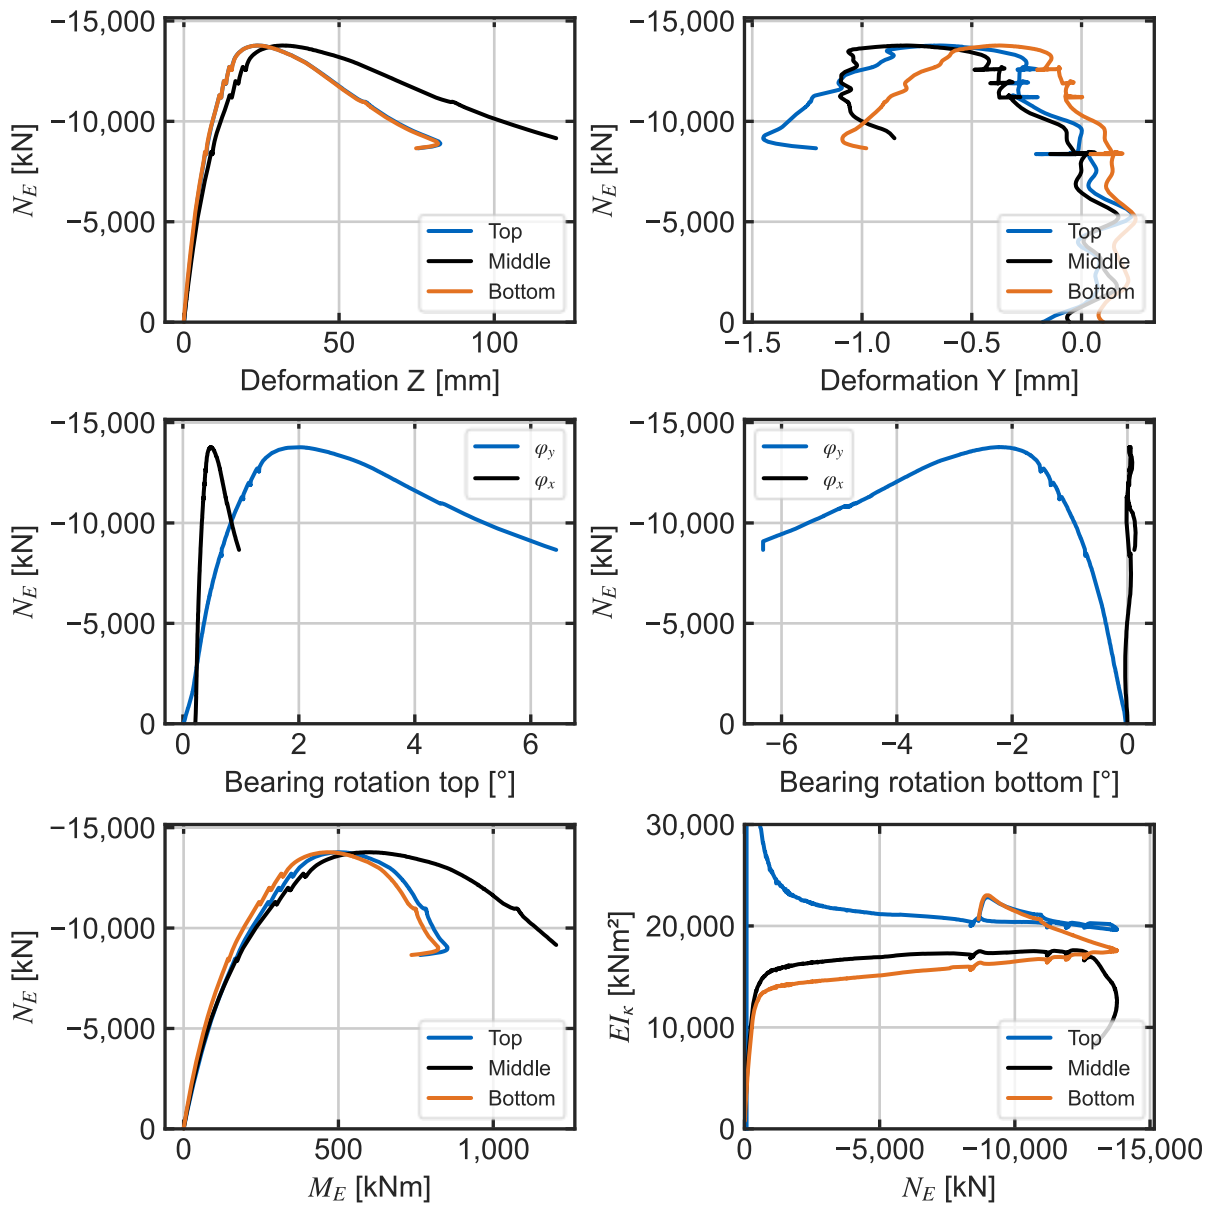 −15,000
−10,000
−5,000
0
N_E [kN]
0
50
100
Deformation Z [mm]
Top
Middle
Bottom
−15,000
−10,000
−5,000
0
N_E [kN]
−1.5
−1.0
−0.5
0.0
Deformation Y [mm]
Top
Middle
Bottom
−15,000
−10,000
−5,000
0
N_E [kN]
0
2
4
6
Bearing rotation top [°]
φ_y
φ_x
−15,000
−10,000
−5,000
0
N_E [kN]
−6
−4
−2
0
Bearing rotation bottom [°]
φ_y
φ_x
−15,000
−10,000
−5,000
0
N_E [kN]
0
500
1,000
M_E [kNm]
Top
Middle
Bottom
30,000
20,000
10,000
0
EI_κ [kNm²]
0
−5,000
−10,000
−15,000
N_E [kN]
Top
Middle
Bottom